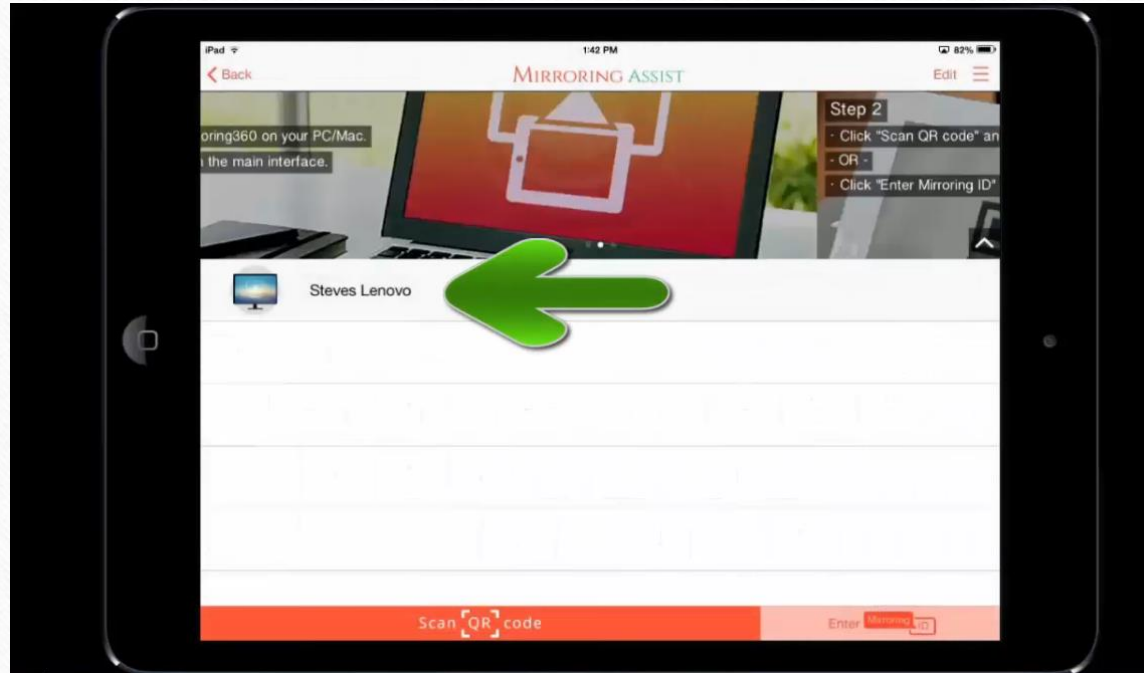 iPad
1:42 PM
82%
Back
MIRRORING ASSIST
Edit
oring360 on your PC/Mac.
the main interface.
Step 2
· Click "Scan QR code" an
- OR -
· Click "Enter Mirroring ID"
Steves Lenovo
Scan QR code
Enter Mirroring ID